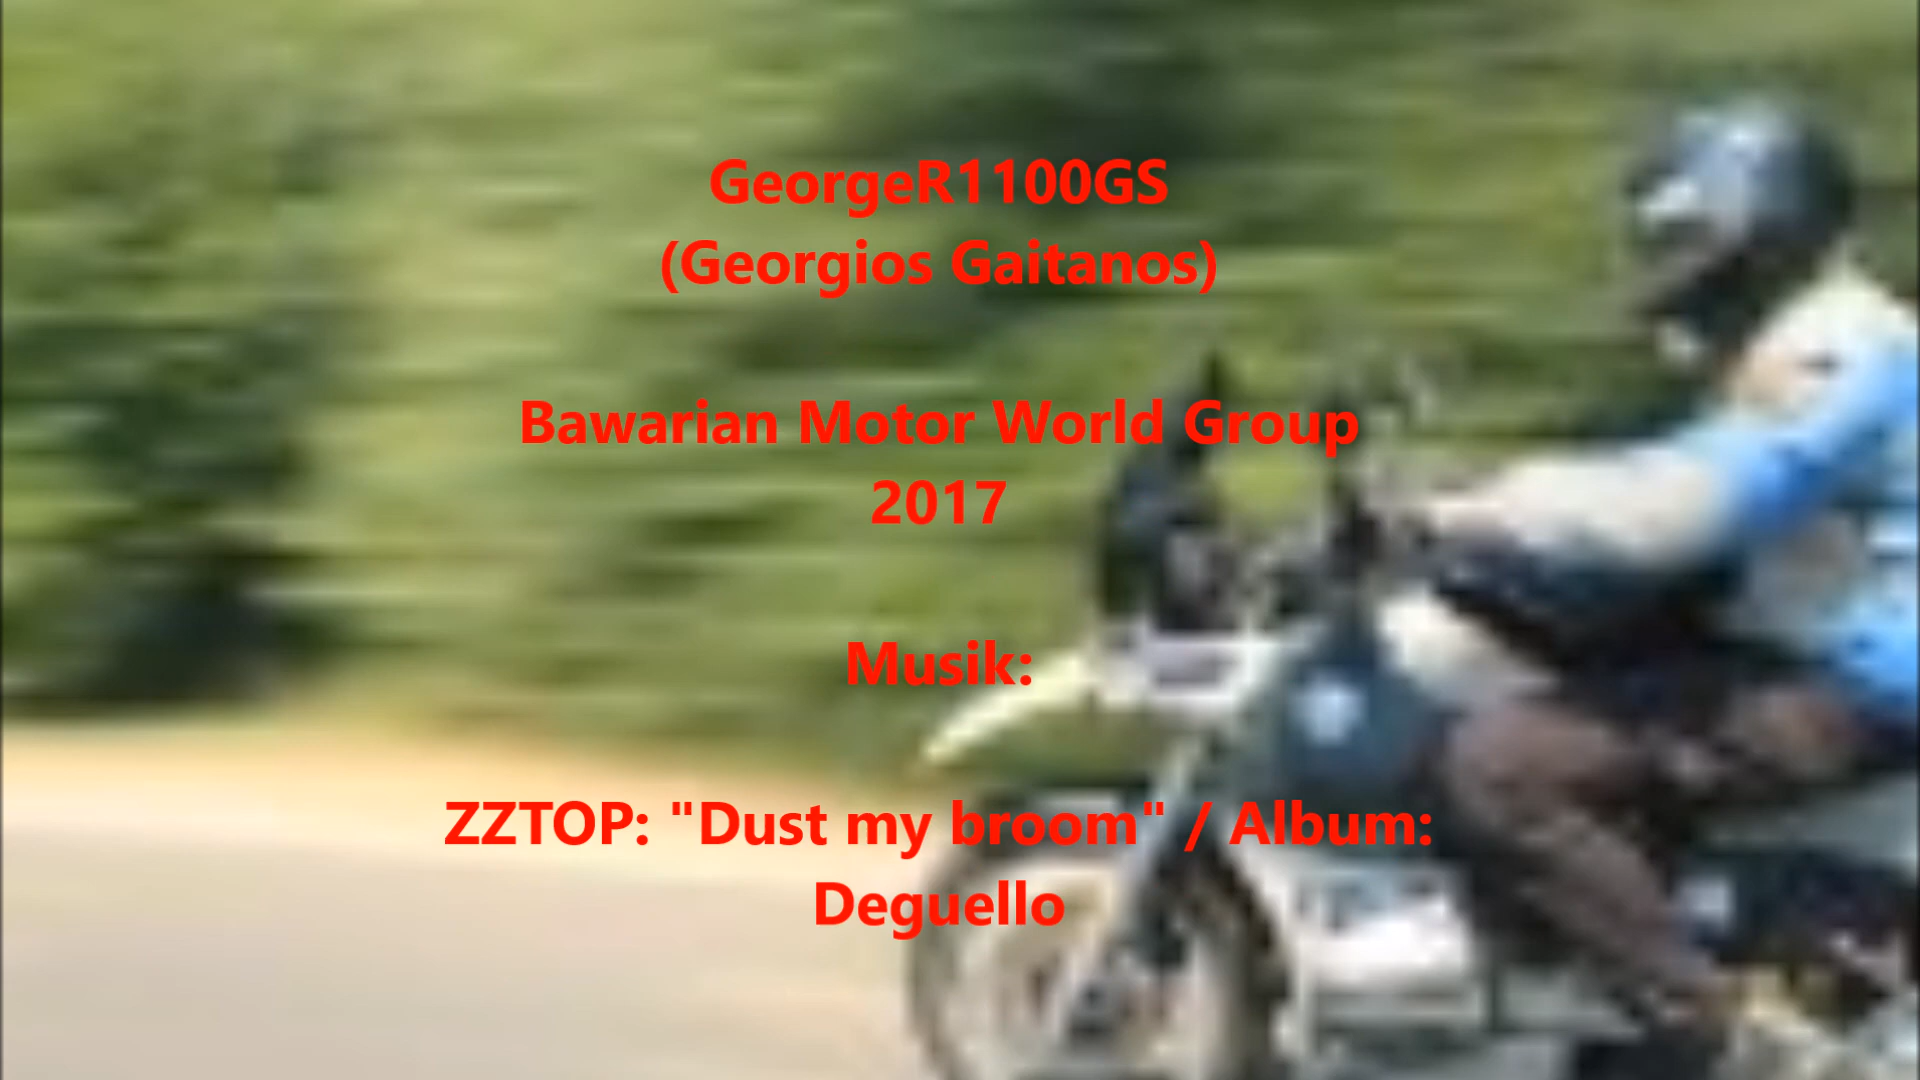 GeorgeR1100GS
(Georgios Gaitanos)
Bawarian Motor World Group
2017
Musik:
ZZTOP: "Dust my broom" / Album:
Deguello